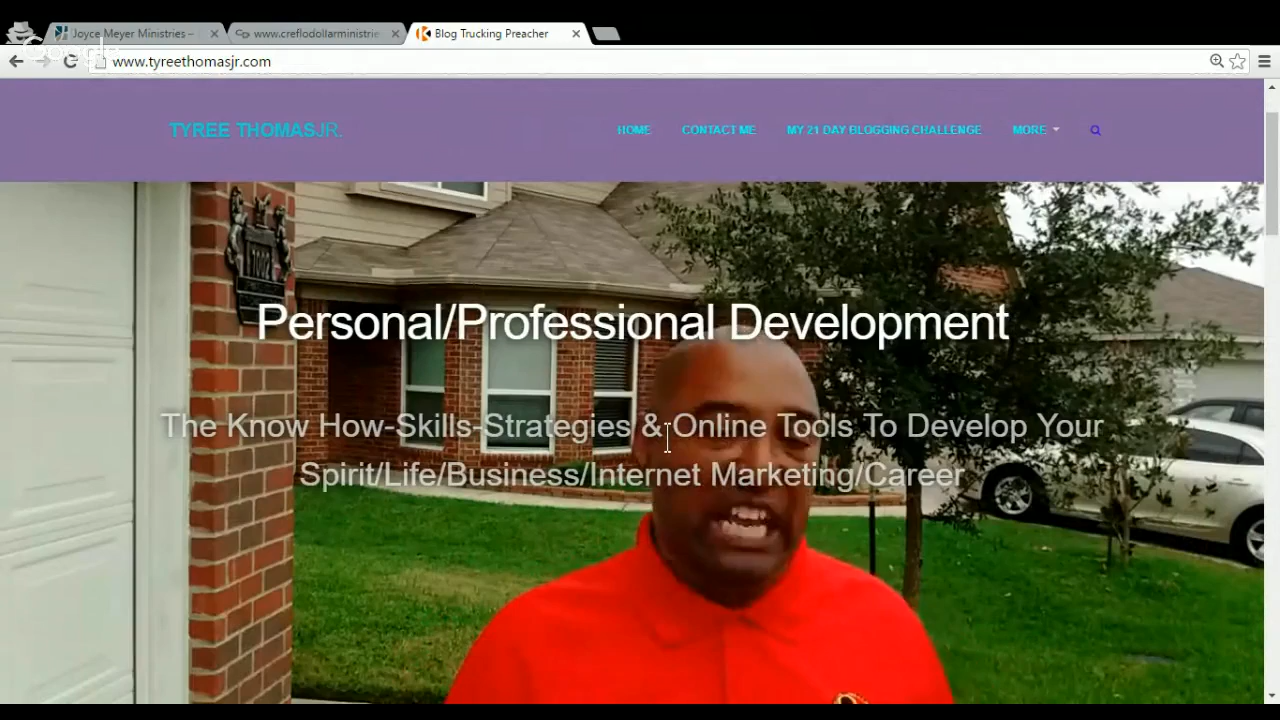 Joyce Meyer Ministries –
www.creflodollarministrie
Blog Trucking Preacher
Google
www.tyreethomasjr.com
TYREE THOMASJR.
HOME
CONTACT ME
MY 21 DAY BLOGGING CHALLENGE
MORE
Personal/Professional Development
The Know How-Skills-Strategies & Online Tools To Develop Your
Spirit/Life/Business/Internet Marketing/Career